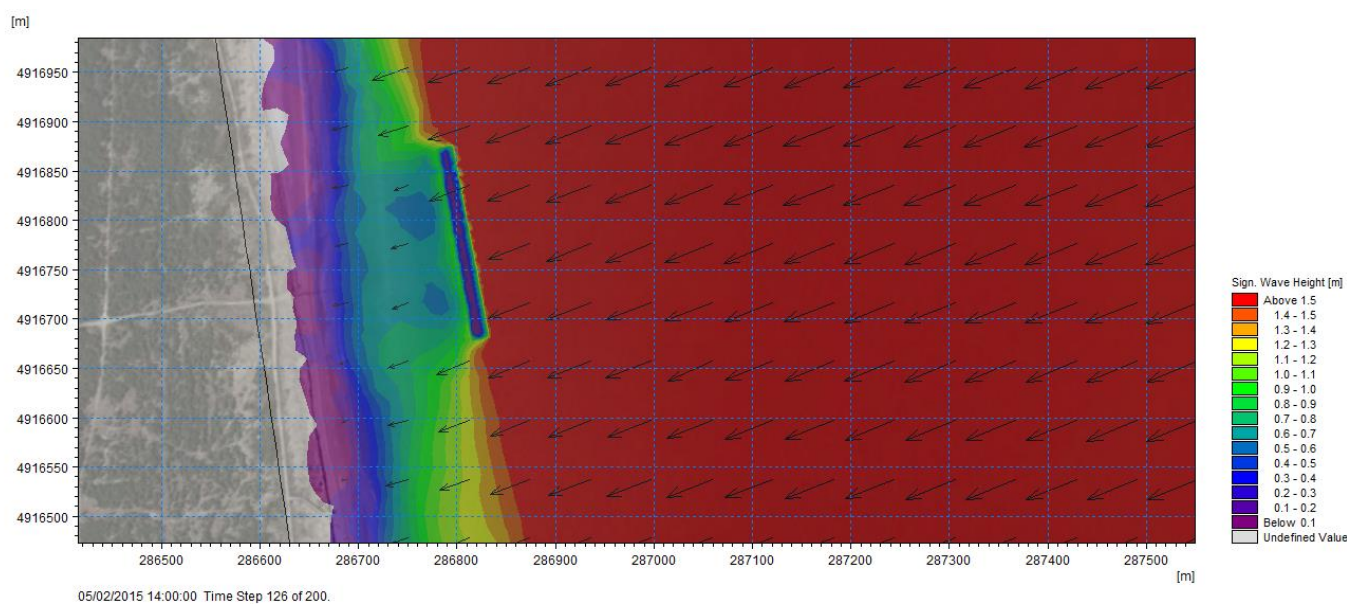 [m]
4916950
4916900
4916850
4916800
4916750
4916700
4916650
4916600
4916550
4916500
286500 286600 286700 286800 286900 287000 287100 287200 287300 287400 287500
[m]
05/02/2015 14:00:00 Time Step 126 of 200.
Sign. Wave Height [m]
Above 1.5
1.4 - 1.5
1.3 - 1.4
1.2 - 1.3
1.1 - 1.2
1.0 - 1.1
0.9 - 1.0
0.8 - 0.9
0.7 - 0.8
0.6 - 0.7
0.5 - 0.6
0.4 - 0.5
0.3 - 0.4
0.2 - 0.3
0.1 - 0.2
Below 0.1
Undefined Value